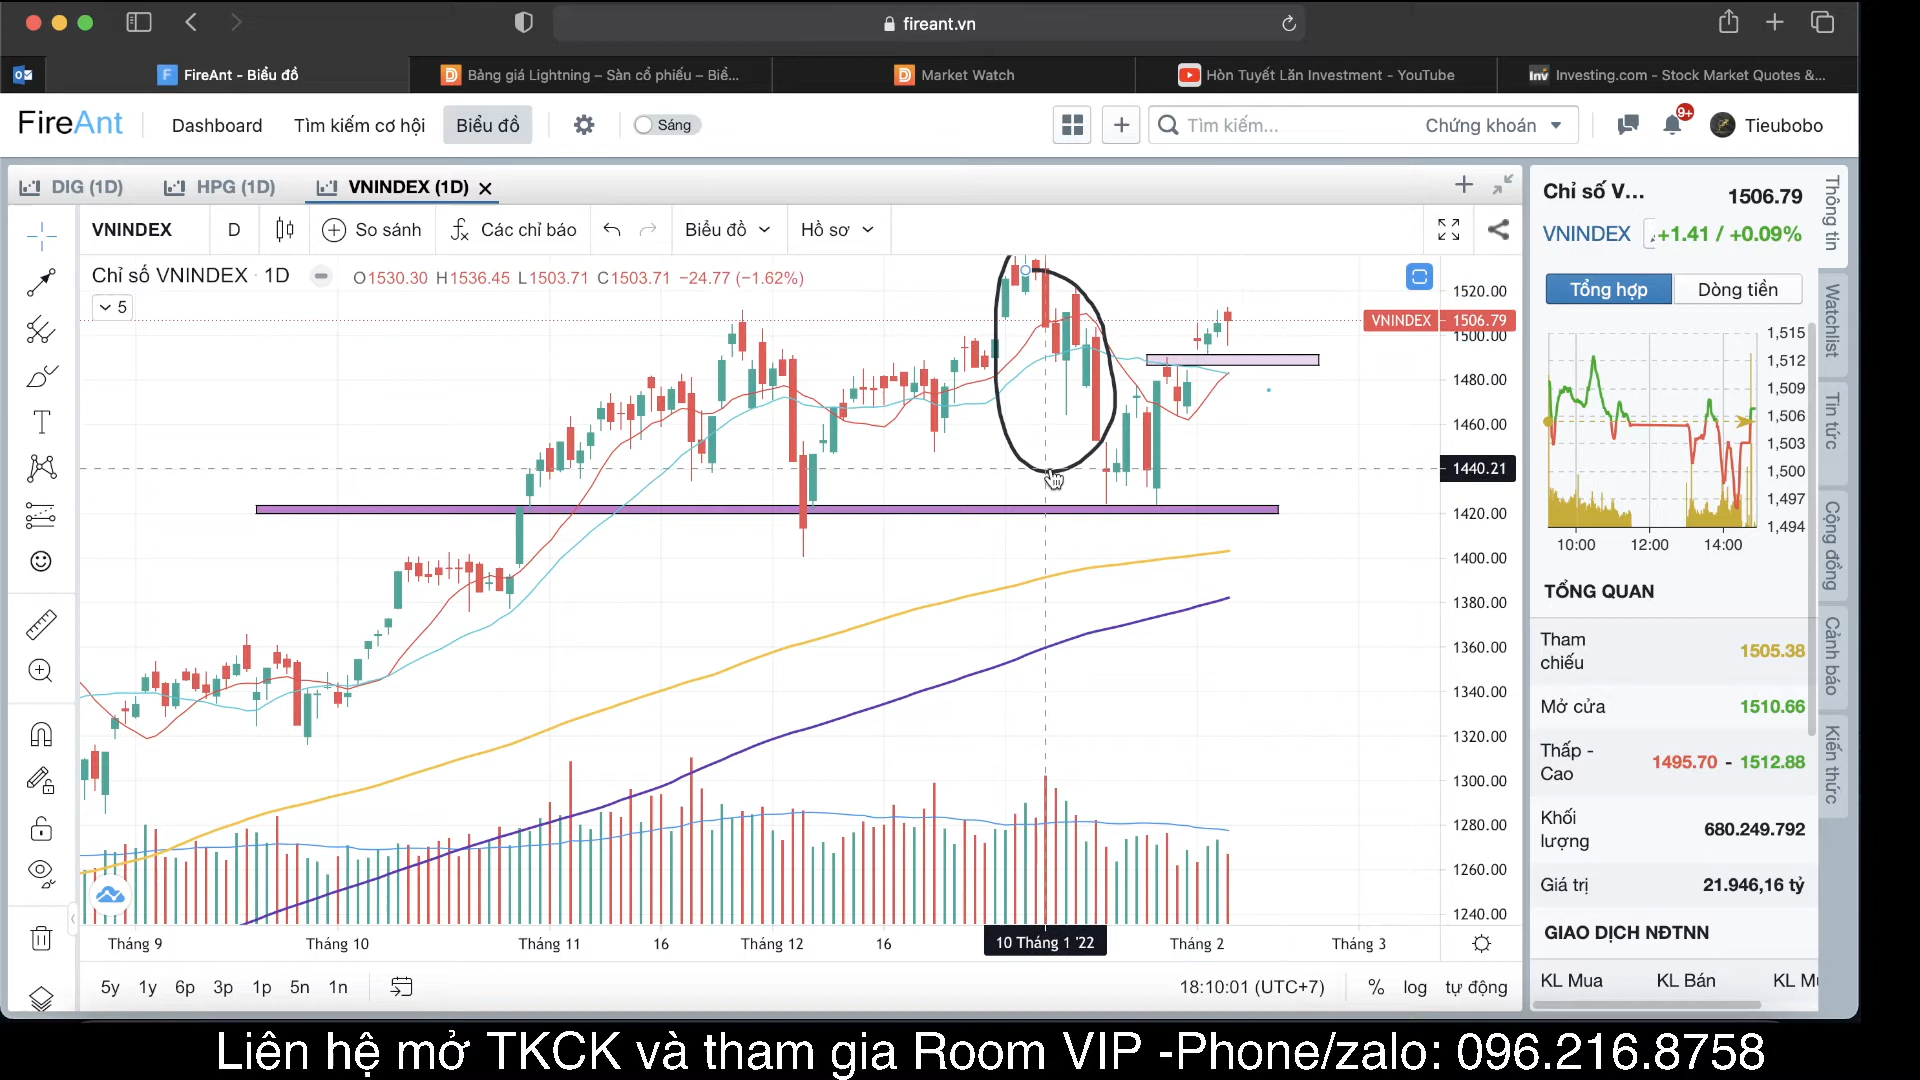 fireant.vn
FireAnt - Biểu đồ
Bảng giá Lightning – Sàn cổ phiếu – Biể...
Market Watch
Hòn Tuyết Lăn Investment - YouTube
Inv Investing.com - Stock Market Quotes &...
FireAnt Dashboard Tìm kiếm cơ hội Biểu đồ Sáng Tìm kiếm... Chứng khoán 9+ Tieubobo
DIG (1D) HPG (1D) VNINDEX (1D)
VNINDEX D So sánh Các chỉ báo Biểu đồ Hồ sơ
Chỉ số VNINDEX · 1D O1530.30 H1536.45 L1503.71 C1503.71 −24.77 (−1.62%)
5
1520.00
VNINDEX 1506.79
1500.00
1480.00
1460.00
1440.21
1420.00
1400.00
1380.00
1360.00
1340.00
1320.00
1300.00
1280.00
1260.00
1240.00
Tháng 9 Tháng 10 Tháng 11 16 Tháng 12 16 10 Tháng 1 '22 Tháng 2 Tháng 3
5y 1y 6p 3p 1p 5n 1n 18:10:01 (UTC+7) % log tự động
Chỉ số V... 1506.79
VNINDEX +1.41 / +0.09%
Tổng hợp Dòng tiền
1,515
1,512
1,509
1,506
1,503
1,500
1,497
1,494
10:00 12:00 14:00
TỔNG QUAN
Tham chiếu 1505.38
Mở cửa 1510.66
Thấp - Cao 1495.70 - 1512.88
Khối lượng 680.249.792
Giá trị 21.946,16 tỷ
GIAO DỊCH NĐTNN
KL Mua KL Bán KL Mu
Thông tin
Watchlist
Tin tức
Cộng đồng
Cảnh báo
Kiến thức
Liên hệ mở TKCK và tham gia Room VIP -Phone/zalo: 096.216.8758